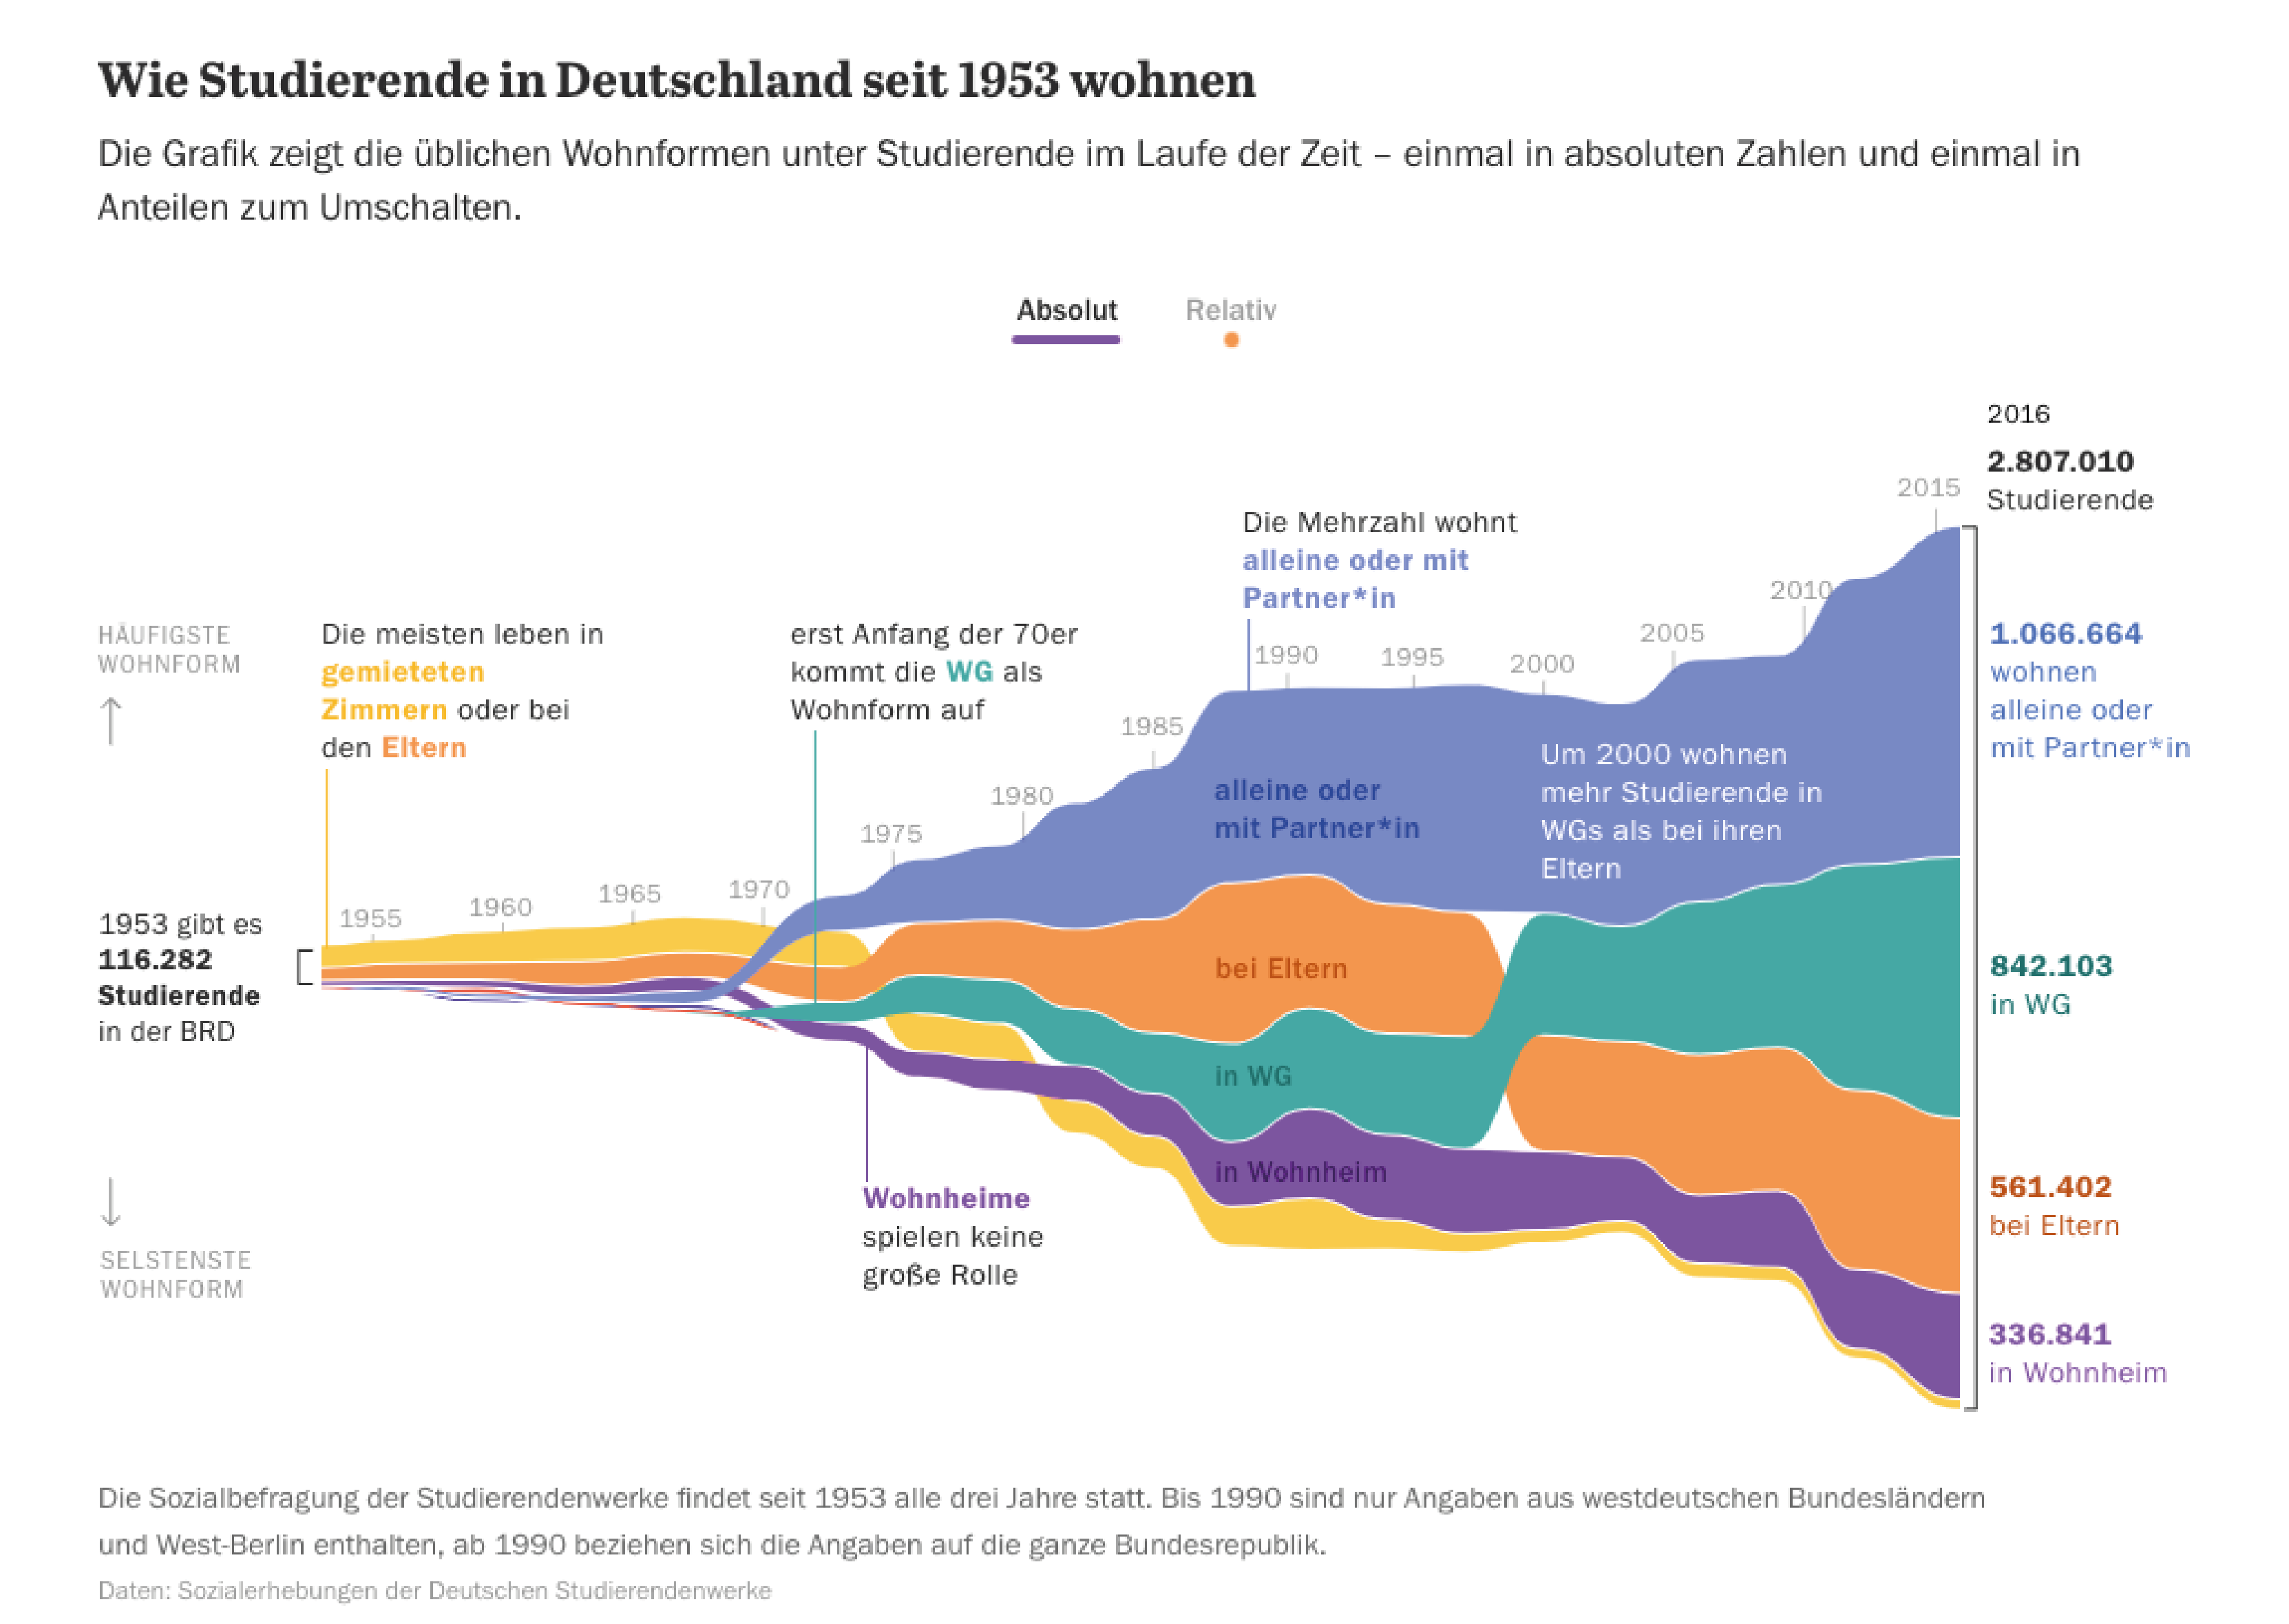 Wie Studierende in Deutschland seit 1953 wohnen
Die Grafik zeigt die üblichen Wohnformen unter Studierende im Laufe der Zeit – einmal in absoluten Zahlen und einmal in
Anteilen zum Umschalten.
Absolut
Relativ
2016
2.807.010
Studierende
2015
Die Mehrzahl wohnt
alleine oder mit
Partner*in
2010
HÄUFIGSTE
WOHNFORM
Die meisten leben in
gemieteten
Zimmern oder bei
den Eltern
erst Anfang der 70er
kommt die WG als
Wohnform auf
1990
1995
2000
2005
1.066.664
wohnen
alleine oder
mit Partner*in
1985
1980
1975
alleine oder
mit Partner*in
Um 2000 wohnen
mehr Studierende in
WGs als bei ihren
Eltern
1955
1960
1965
1970
1953 gibt es
116.282
Studierende
in der BRD
bei Eltern
842.103
in WG
in WG
in Wohnheim
Wohnheime
spielen keine
große Rolle
561.402
bei Eltern
SELSTENSTE
WOHNFORM
336.841
in Wohnheim
Die Sozialbefragung der Studierendenwerke findet seit 1953 alle drei Jahre statt. Bis 1990 sind nur Angaben aus westdeutschen Bundesländern
und West-Berlin enthalten, ab 1990 beziehen sich die Angaben auf die ganze Bundesrepublik.
Daten: Sozialerhebungen der Deutschen Studierendenwerke